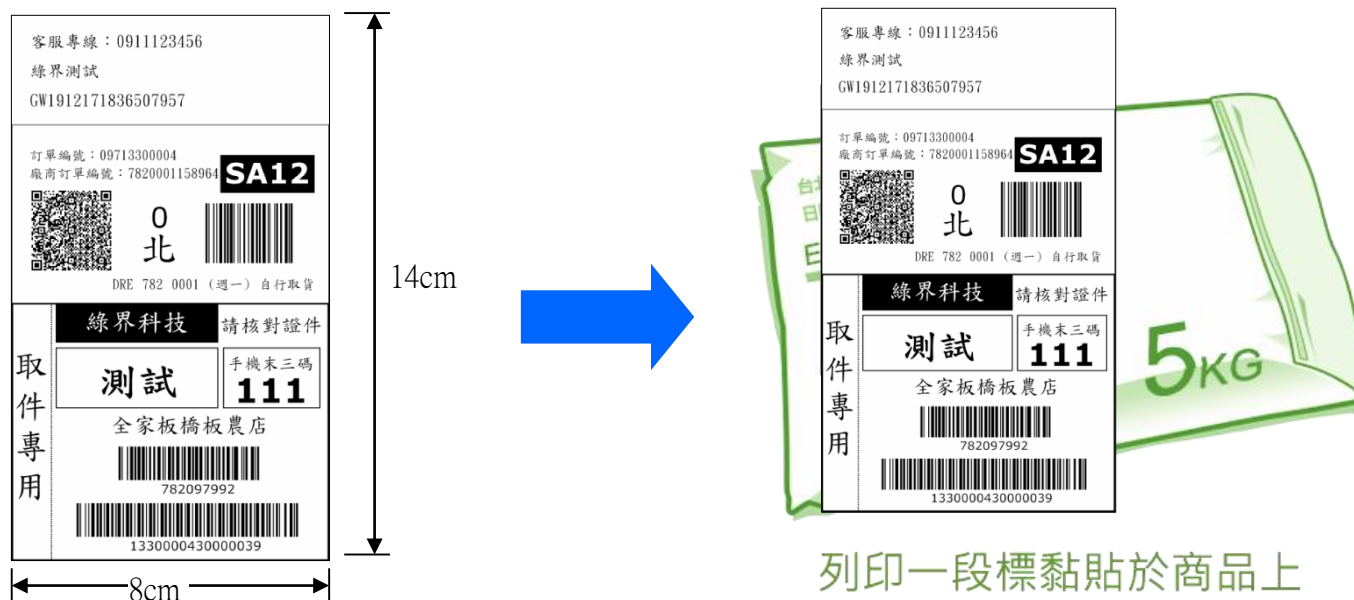 客服專線：0911123456
綠界測試
GW1912171836507957
訂單編號：09713300004
廠商訂單編號：7820001158964
SA12
0
北
DRE 782 0001 (週一) 自行取貨
綠界科技
請核對證件
取件專用
測試
手機末三碼
111
全家板橋板農店
782097992
1330000430000039
14cm
8cm
客服專線：0911123456
綠界測試
GW1912171836507957
訂單編號：09713300004
廠商訂單編號：7820001158964
SA12
0
北
DRE 782 0001 (週一) 自行取貨
綠界科技
請核對證件
取件專用
測試
手機末三碼
111
全家板橋板農店
782097992
1330000430000039
5KG
列印一段標黏貼於商品上